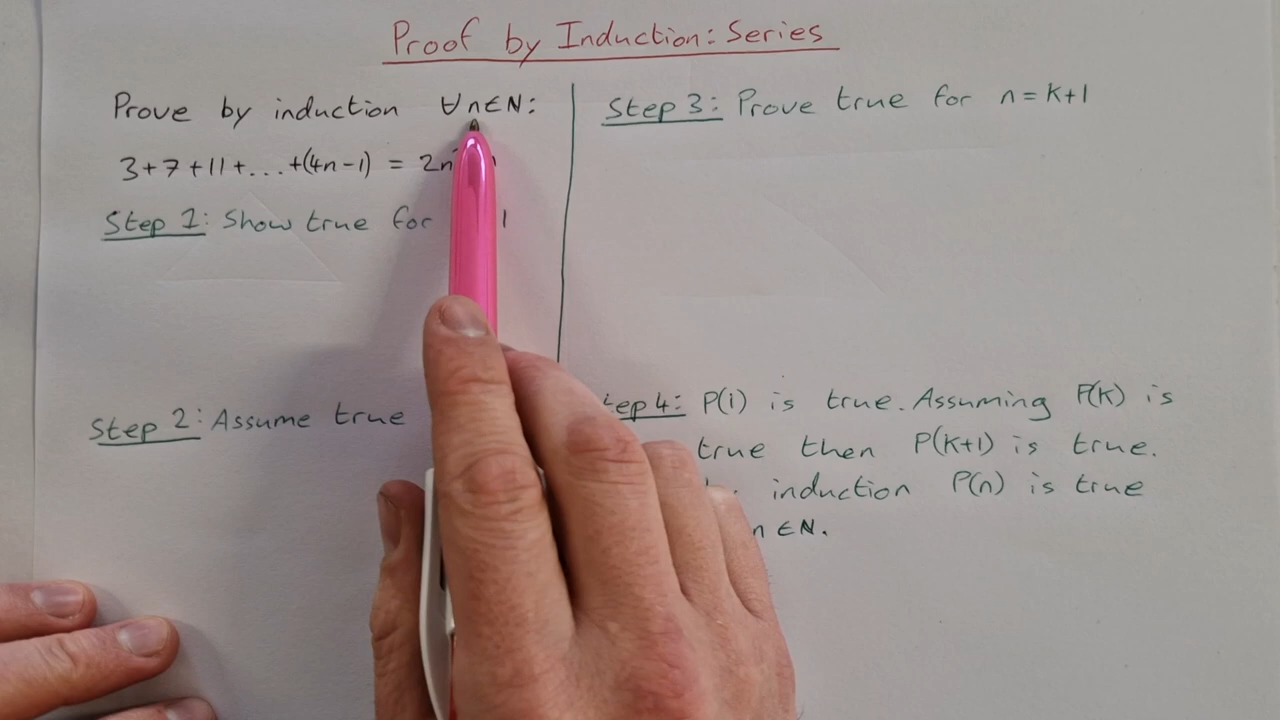 Proof by Induction: Series
Prove by induction ∀n∈N:
3+7+11+...+(4n-1) = 2n
Step 1: Show true for 1
Step 2: Assume true
Step 3: Prove true for n=k+1
4: P(1) is true. Assuming P(k) is
true then P(k+1) is true.
induction P(n) is true
n ∈N.